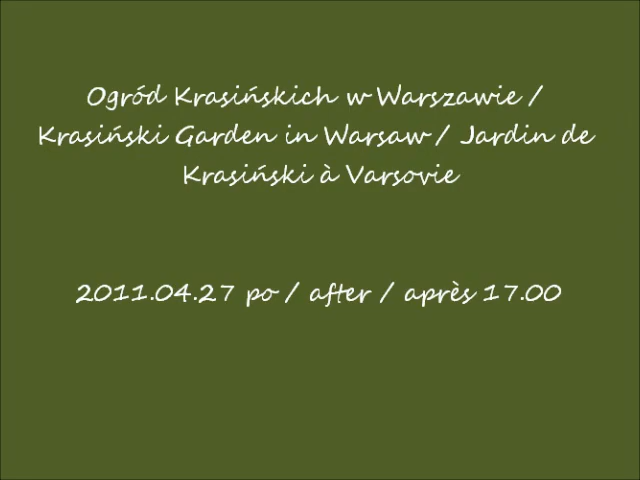 Ogród Krasińskich w Warszawie /
Krasiński Garden in Warsaw / Jardin de
Krasiński à Varsovie
2011.04.27 po / after / après 17.00